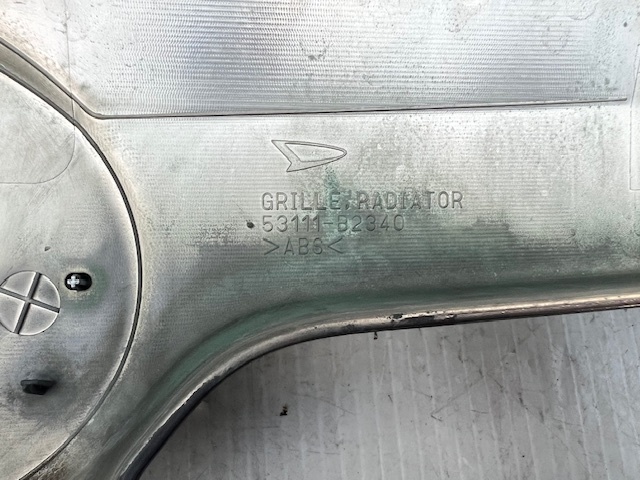 GRILLE, RADIATOR
53111-B2340
>ABS<